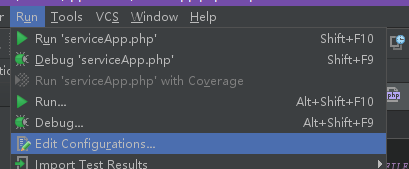 Run Tools VCS Window Help
Run 'serviceApp.php' Shift+F10
Debug 'serviceApp.php' Shift+F9
Run 'serviceApp.php' with Coverage
Run... Alt+Shift+F10
Debug... Alt+Shift+F9
Edit Configurations...
Import Test Results
php